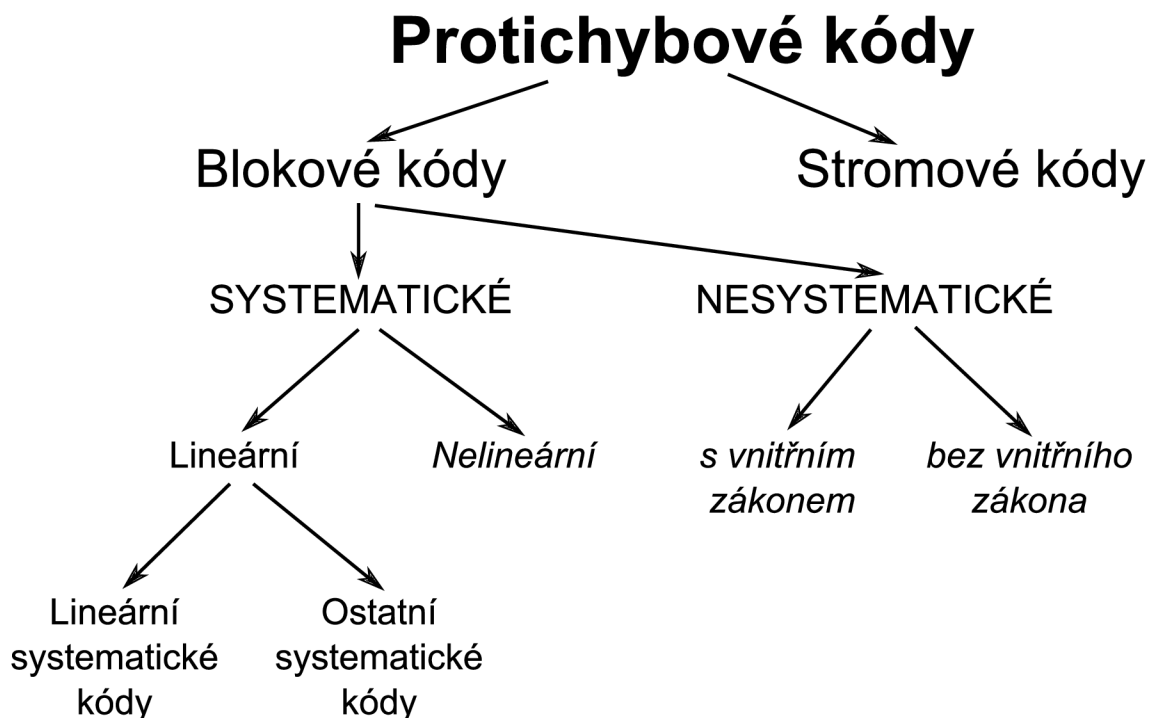 Protichybové kódy
Blokové kódy
Stromové kódy
SYSTEMATICKÉ
NESYSTEMATICKÉ
Lineární
Nelineární
s vnitřním
zákonem
bez vnitřního
zákona
Lineární
systematické
kódy
Ostatní
systematické
kódy